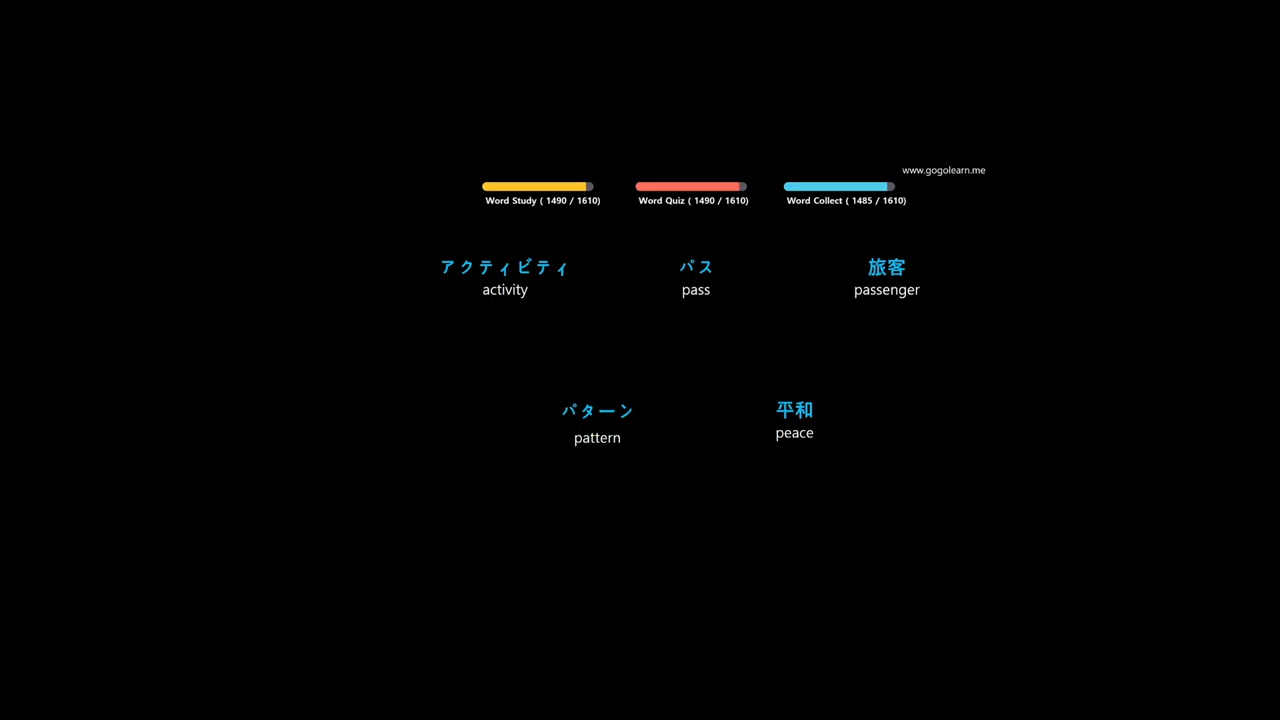 www.gogolearn.me
Word Study ( 1490 / 1610)
Word Quiz ( 1490 / 1610)
Word Collect ( 1485 / 1610)
アクティビティ
activity
パス
pass
旅客
passenger
パターン
pattern
平和
peace